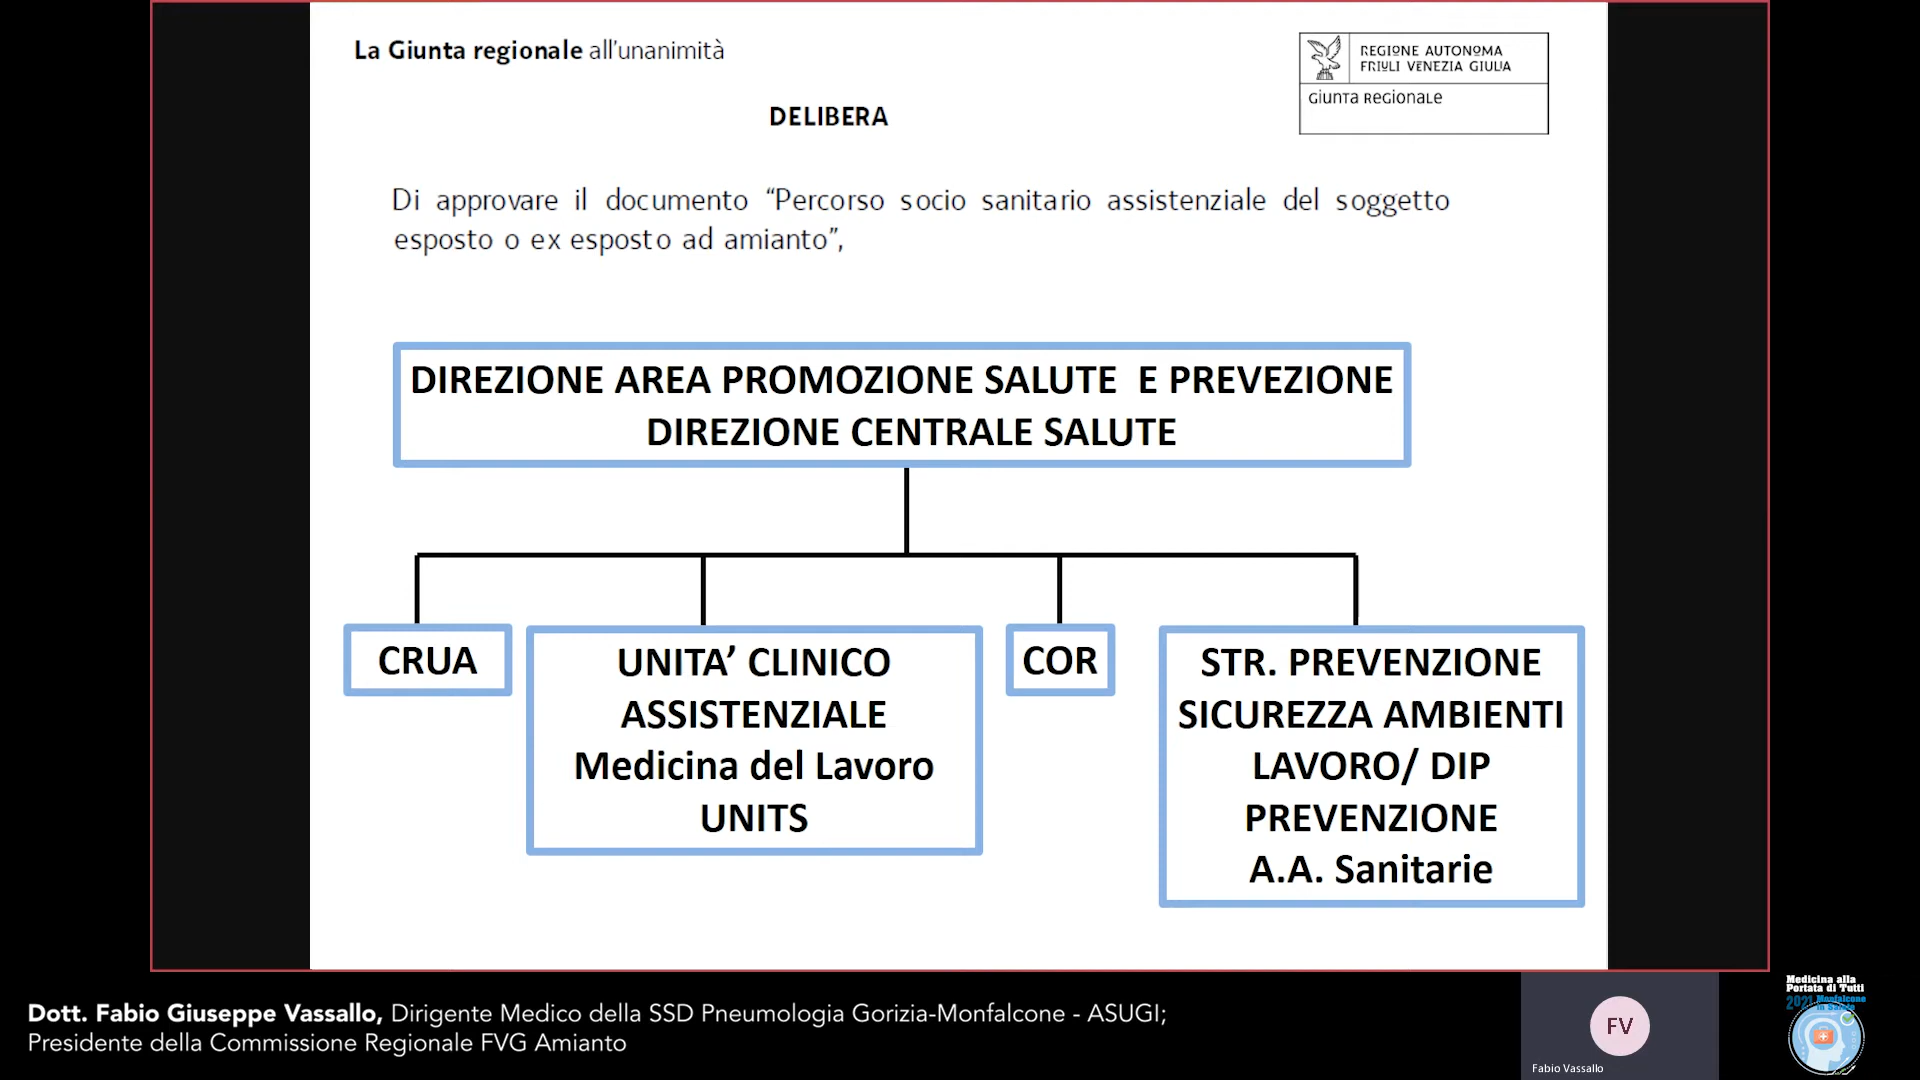 La Giunta regionale all'unanimità
REGIONE AUTONOMA
FRIULI VENEZIA GIULIA
GIUNTA REGIONALE
DELIBERA
Di approvare il documento “Percorso socio sanitario assistenziale del soggetto
esposto o ex esposto ad amianto”,
DIREZIONE AREA PROMOZIONE SALUTE E PREVEZIONE
DIREZIONE CENTRALE SALUTE
CRUA
UNITA’ CLINICO
ASSISTENZIALE
Medicina del Lavoro
UNITS
COR
STR. PREVENZIONE
SICUREZZA AMBIENTI
LAVORO/ DIP
PREVENZIONE
A.A. Sanitarie
Dott. Fabio Giuseppe Vassallo, Dirigente Medico della SSD Pneumologia Gorizia-Monfalcone - ASUGI;
Presidente della Commissione Regionale FVG Amianto
FV
Fabio Vassallo
Medicina alla
Portata di Tutti
2021 Monfalcone
in Salute